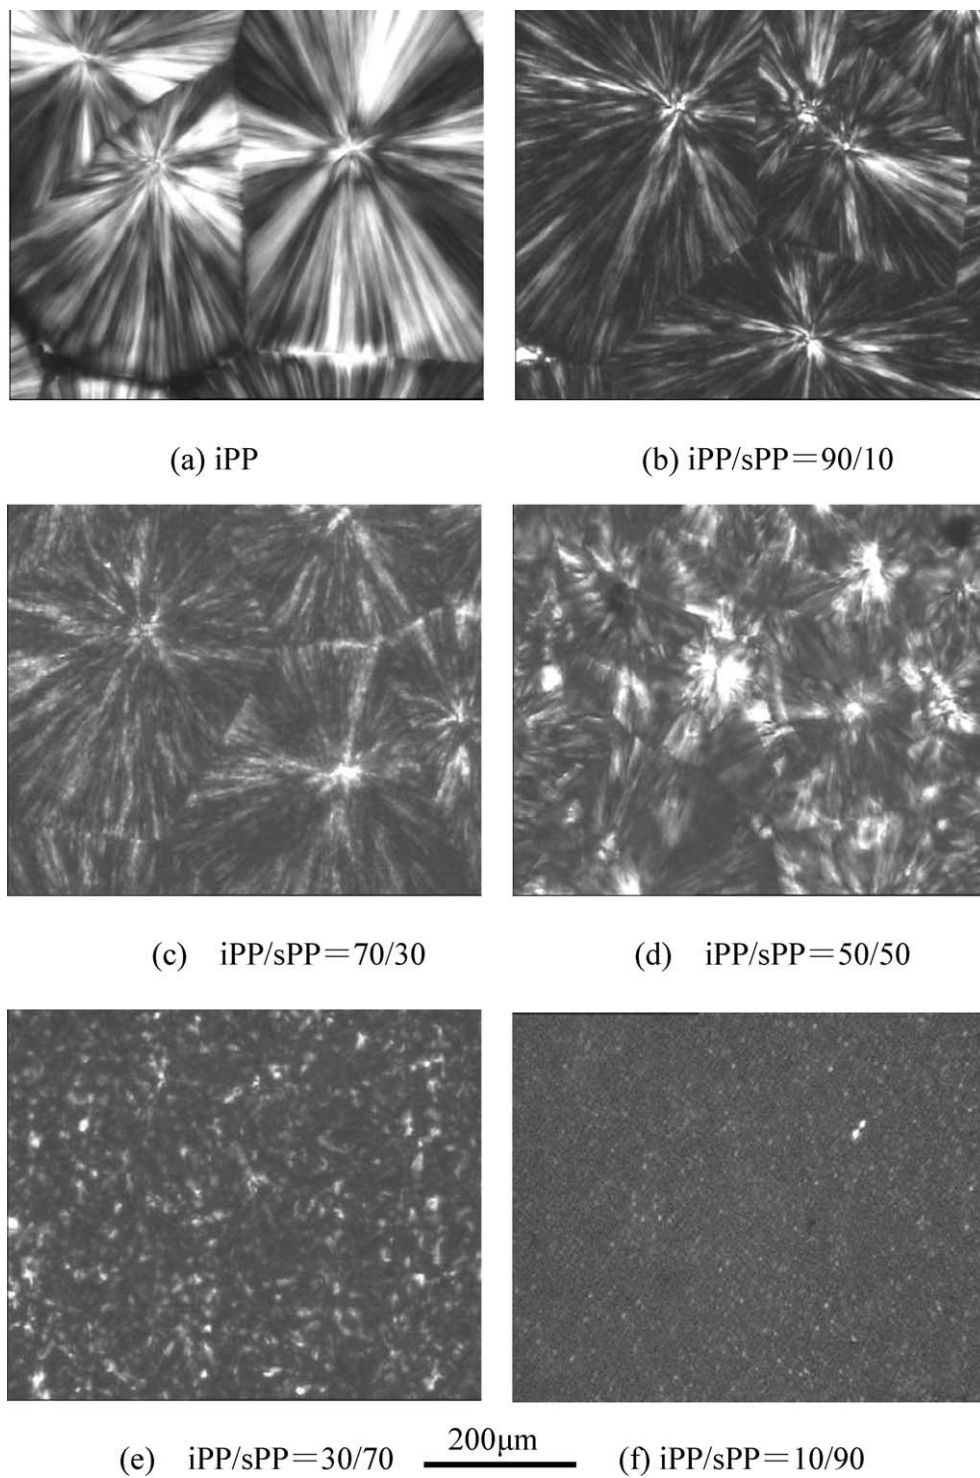 (a) iPP
(b) iPP/sPP＝90/10
(c) iPP/sPP＝70/30
(d) iPP/sPP＝50/50
(e) iPP/sPP＝30/70
200μm
(f) iPP/sPP＝10/90